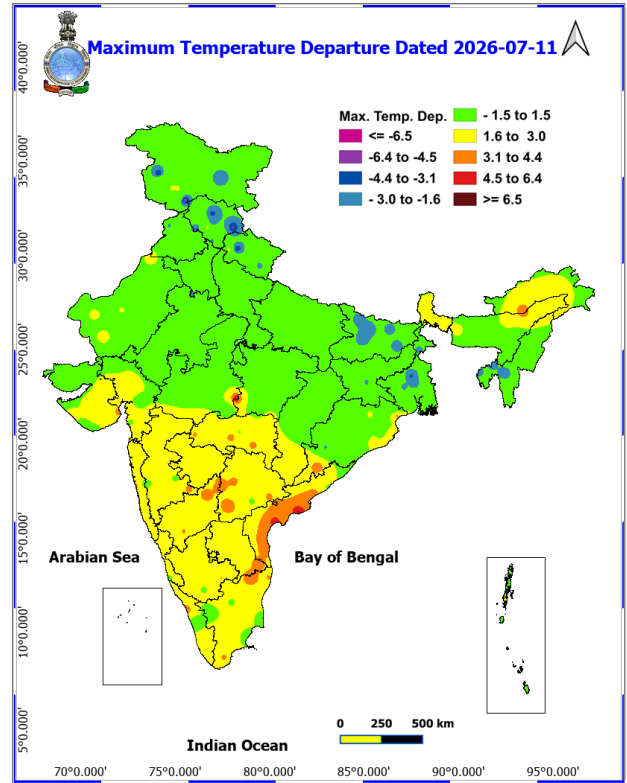 Maximum Temperature Departure Dated 2026-07-11
Max. Temp. Dep.
<= -6.5
-6.4 to -4.5
-4.4 to -3.1
- 3.0 to -1.6
- 1.5 to 1.5
1.6 to 3.0
3.1 to 4.4
4.5 to 6.4
>= 6.5
40°0.000'
35°0.000'
30°0.000'
25°0.000'
20°0.000'
15°0.000'
10°0.000'
5°0.000'
Arabian Sea
Bay of Bengal
Indian Ocean
0 250 500 km
70°0.000' 75°0.000' 80°0.000' 85°0.000' 90°0.000' 95°0.000'